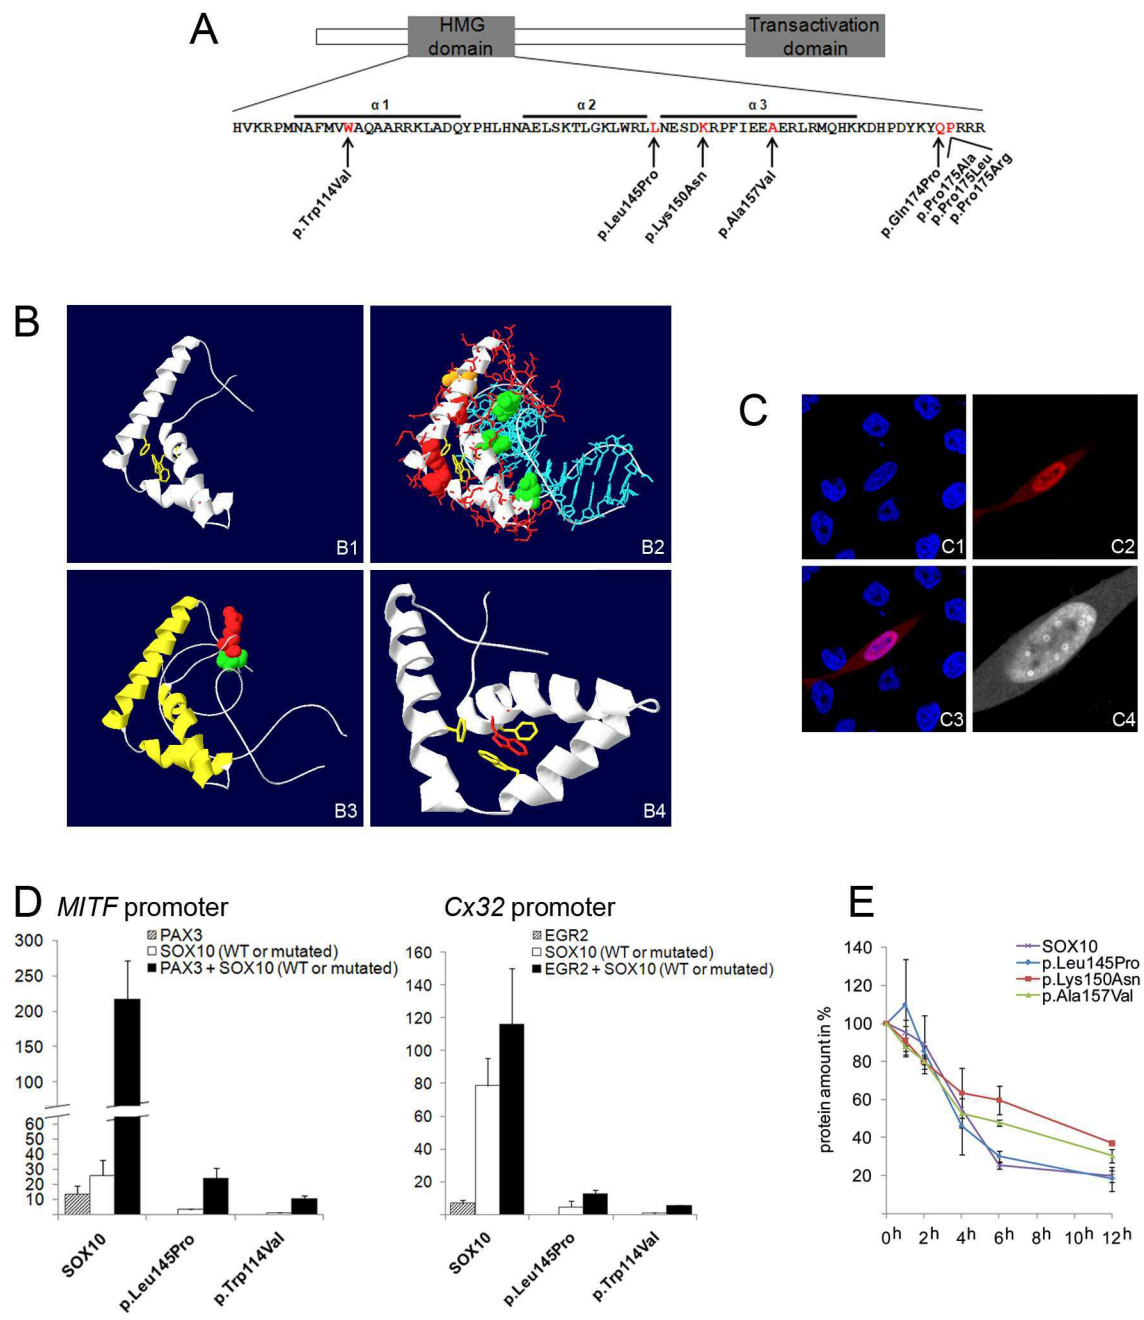 A
HMG
domain
Transactivation
domain
α 1
α 2
α 3
HVKRPMNAFMVWAQAARRKLADQYPHLHNAELSKTLGKLWRLLNESDKRPFIEEAERLRMQHKKDHPDYKYQPRRR
p.Trp114Val
p.Leu145Pro
p.Lys150Asn
p.Ala157Val
p.Gln174Pro
p.Pro175Ala
p.Pro175Leu
p.Pro175Arg
B
B1
B2
B3
B4
C
C1
C2
C3
C4
D
MITF promoter
PAX3
SOX10 (WT or mutated)
PAX3 + SOX10 (WT or mutated)
300
250
200
150
100
60
50
40
30
20
10
SOX10
p.Leu145Pro
p.Trp114Val
Cx32 promoter
EGR2
SOX10 (WT or mutated)
EGR2 + SOX10 (WT or mutated)
160
140
120
100
80
60
40
20
SOX10
p.Leu145Pro
p.Trp114Val
E
SOX10
p.Leu145Pro
p.Lys150Asn
p.Ala157Val
protein amount in %
140
120
100
80
60
40
20
0h 2h 4h 6h 8h 10h 12h